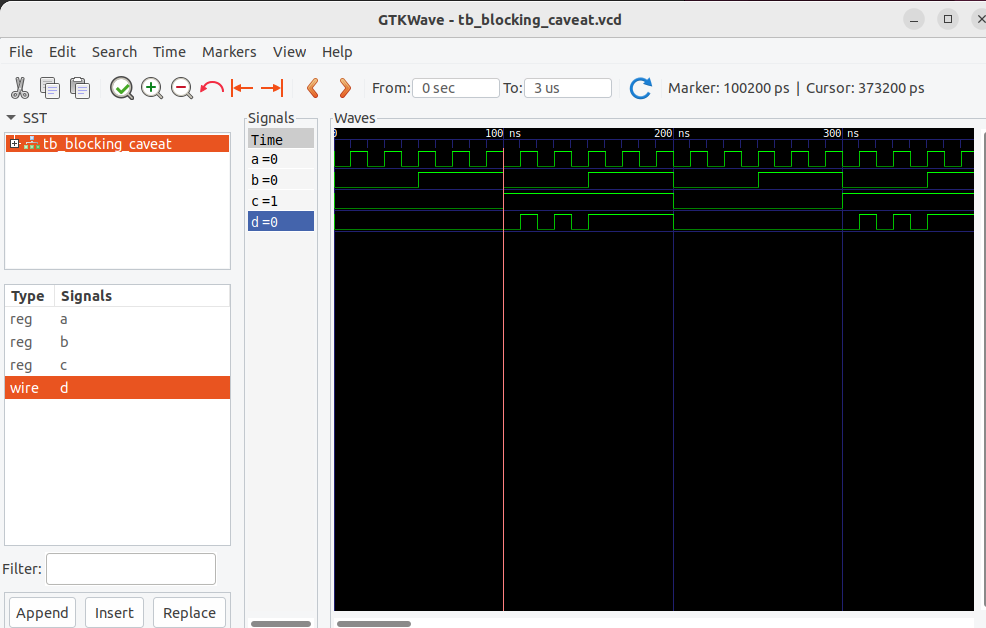 GTKWave - tb_blocking_caveat.vcd
File Edit Search Time Markers View Help
From: 0 sec To: 3 us Marker: 100200 ps | Cursor: 373200 ps
SST
tb_blocking_caveat
Type Signals
reg a
reg b
reg c
wire d
Filter:
Append Insert Replace
Signals
Time
a=0
b=0
c=1
d=0
Waves
0 100 ns 200 ns 300 ns